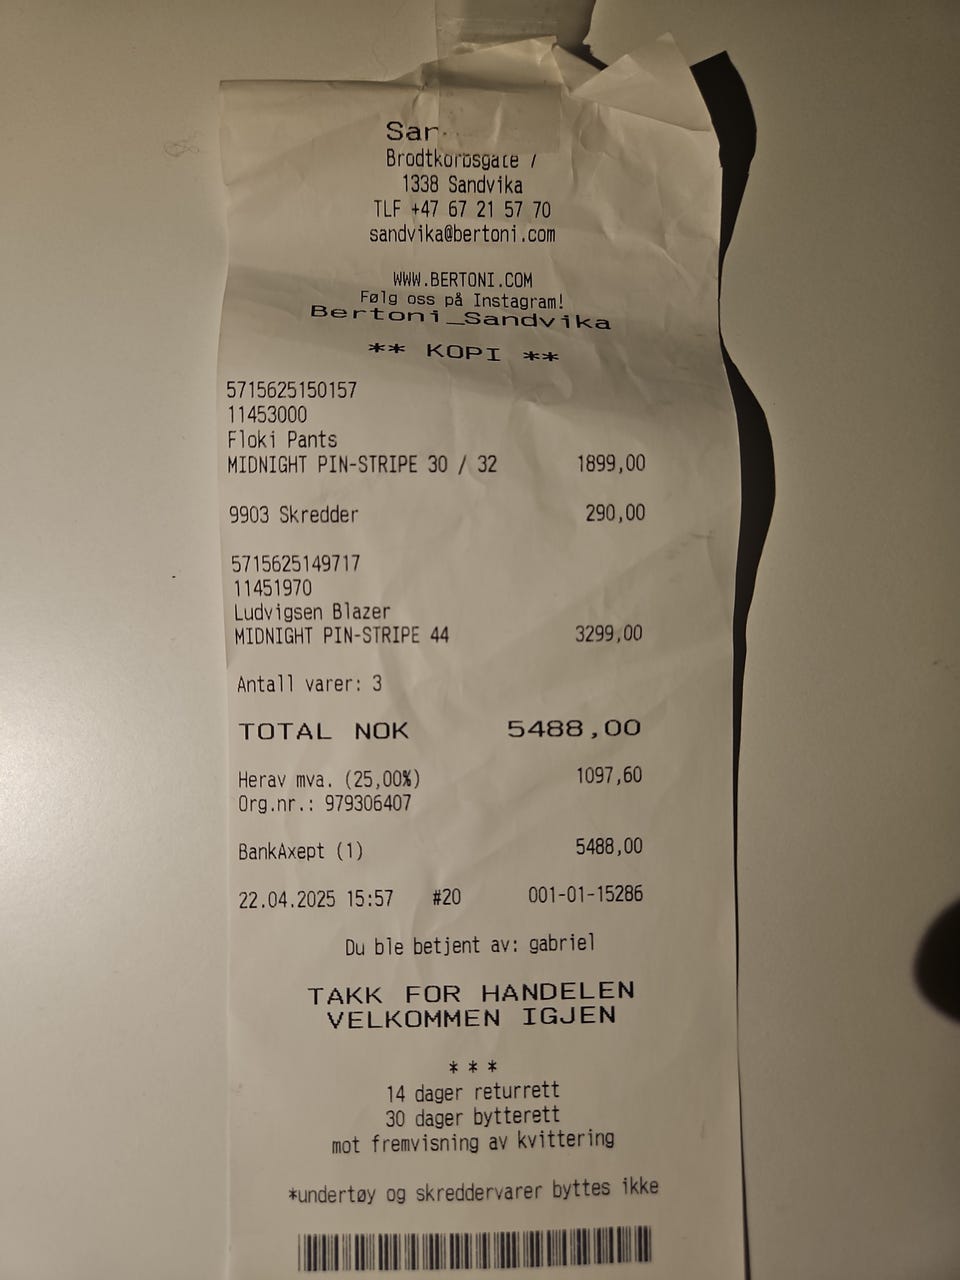 Brodtkorbsgate 7
1338 Sandvika
TLF +47 67 21 57 70
sandvika@bertoni.com
WWW.BERTONI.COM
Følg oss på Instagram!
Bertoni_Sandvika
** KOPI **
5715625150157
11453000
Floki Pants
MIDNIGHT PIN-STRIPE 30 / 32 1899,00
9903 Skredder 290,00
5715625149717
11451970
Ludvigsen Blazer
MIDNIGHT PIN-STRIPE 44 3299,00
Antall varer: 3
TOTAL NOK 5488,00
Herav mva. (25,00%) 1097,60
Org.nr.: 979306407
BankAxept (1) 5488,00
22.04.2025 15:57 #20 001-01-15286
Du ble betjent av: gabriel
TAKK FOR HANDELEN
VELKOMMEN IGJEN
* * *
14 dager returrett
30 dager bytterett
mot fremvisning av kvittering
*undertøy og skreddervarer byttes ikke